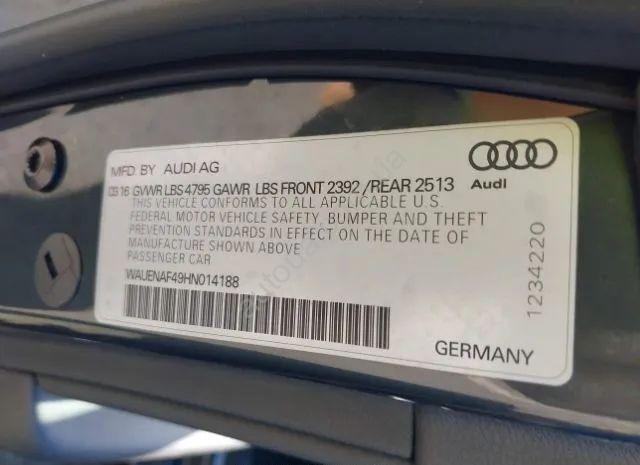 MFD. BY AUDI AG
03 16 GVWR LBS 4795 GAWR LBS FRONT 2392 / REAR 2513
Audi
THIS VEHICLE CONFORMS TO ALL APPLICABLE U.S.
FEDERAL MOTOR VEHICLE SAFETY, BUMPER AND THEFT
PREVENTION STANDARDS IN EFFECT ON THE DATE OF
MANUFACTURE SHOWN ABOVE
PASSENGER CAR
WAUENAF49HN014188
1234220
GERMANY